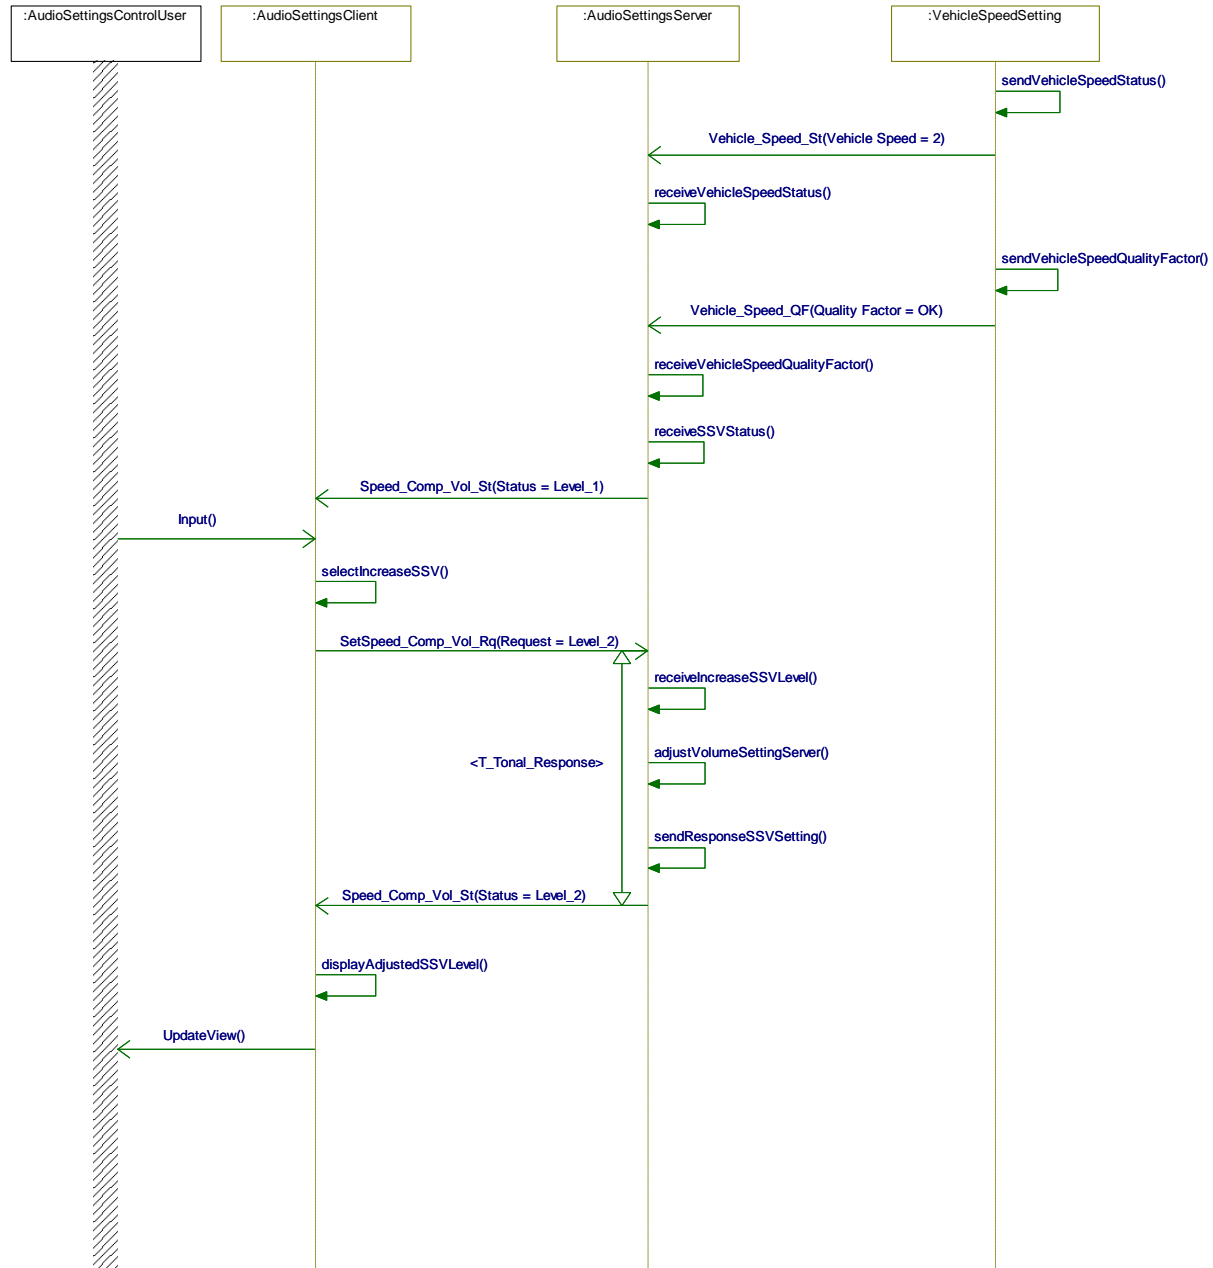 :AudioSettingsControlUser
:AudioSettingsClient
:AudioSettingsServer
:VehicleSpeedSetting
sendVehicleSpeedStatus()
Vehicle_Speed_St(Vehicle Speed = 2)
receiveVehicleSpeedStatus()
sendVehicleSpeedQualityFactor()
Vehicle_Speed_QF(Quality Factor = OK)
receiveVehicleSpeedQualityFactor()
receiveSSVStatus()
Speed_Comp_Vol_St(Status = Level_1)
Input()
selectIncreaseSSV()
SetSpeed_Comp_Vol_Rq(Request = Level_2)
receiveIncreaseSSVLevel()
adjustVolumeSettingServer()
<T_Tonal_Response>
sendResponseSSVSetting()
Speed_Comp_Vol_St(Status = Level_2)
displayAdjustedSSVLevel()
UpdateView()